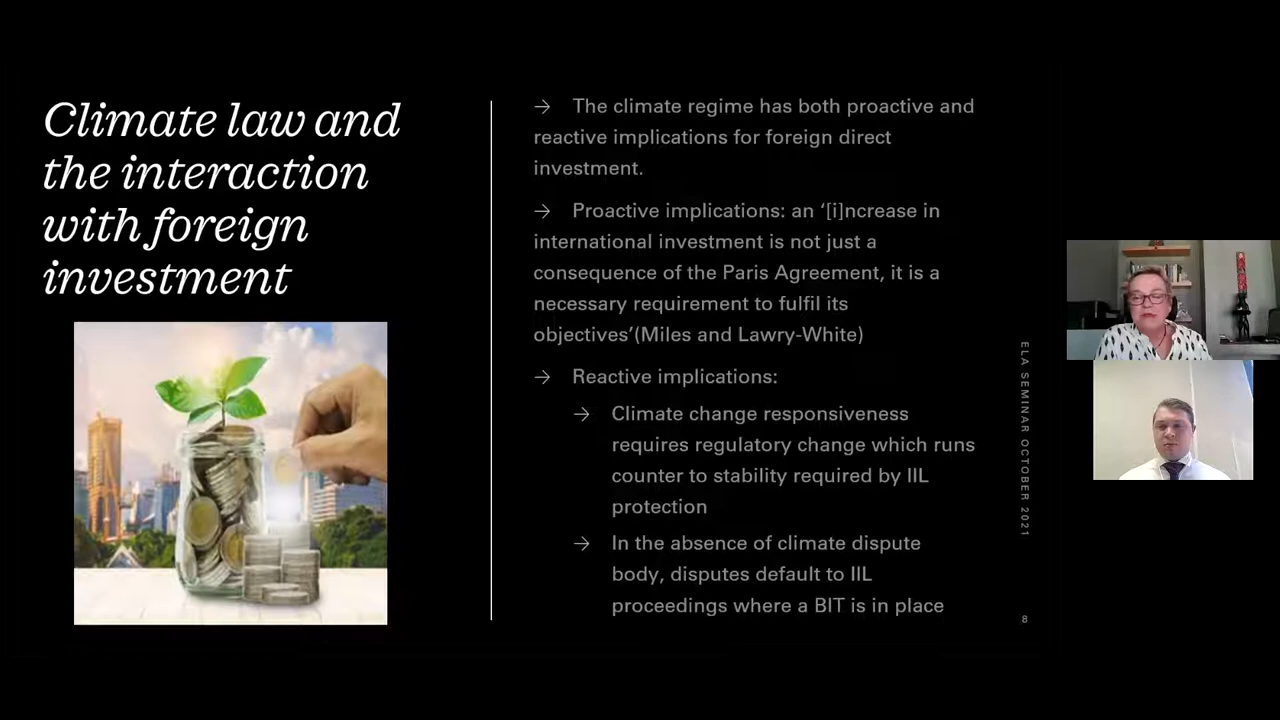 Climate law and
the interaction
with foreign
investment
→ The climate regime has both proactive and
reactive implications for foreign direct
investment.
→ Proactive implications: an ‘[i]ncrease in
international investment is not just a
consequence of the Paris Agreement, it is a
necessary requirement to fulfil its
objectives’(Miles and Lawry-White)
→ Reactive implications:
→ Climate change responsiveness
requires regulatory change which runs
counter to stability required by IIL
protection
→ In the absence of climate dispute
body, disputes default to IIL
proceedings where a BIT is in place
ELA SEMINAR OCTOBER 2021
8